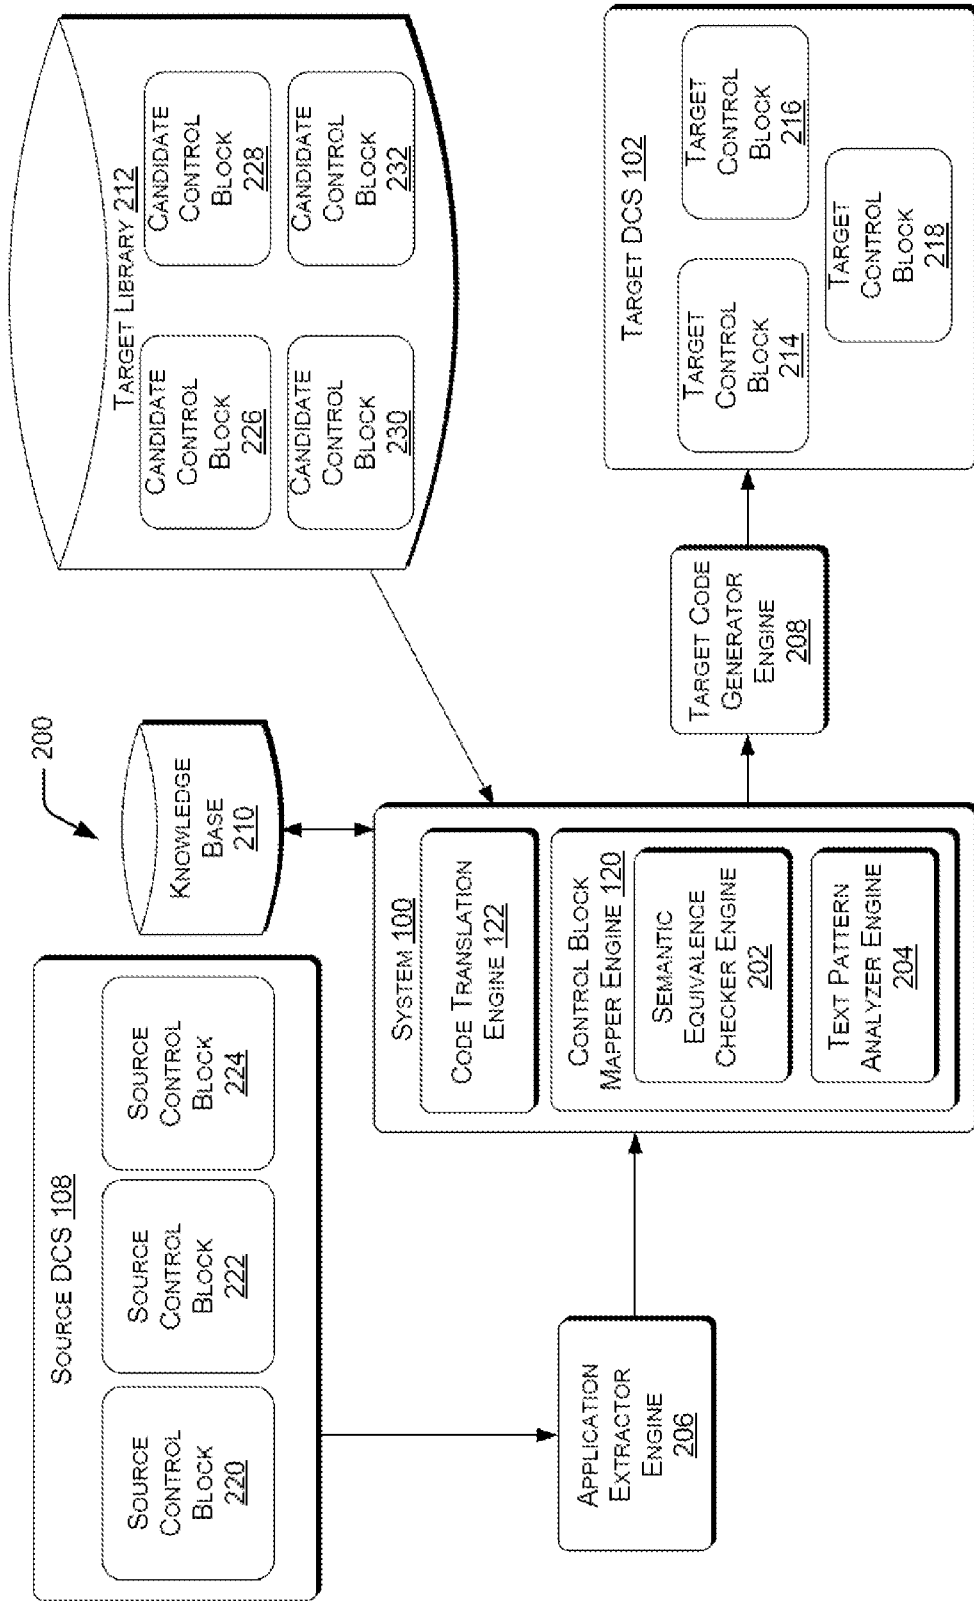 200
SOURCE DCS 108
SOURCE
CONTROL
BLOCK
220
SOURCE
CONTROL
BLOCK
222
SOURCE
CONTROL
BLOCK
224
KNOWLEDGE
BASE
210
TARGET LIBRARY 212
CANDIDATE
CONTROL
BLOCK
226
CANDIDATE
CONTROL
BLOCK
228
CANDIDATE
CONTROL
BLOCK
230
CANDIDATE
CONTROL
BLOCK
232
APPLICATION
EXTRACTOR
ENGINE
206
SYSTEM 100
CODE TRANSLATION
ENGINE 122
CONTROL BLOCK
MAPPER ENGINE 120
SEMANTIC
EQUIVALENCE
CHECKER ENGINE
202
TEXT PATTERN
ANALYZER ENGINE
204
TARGET CODE
GENERATOR
ENGINE
208
TARGET DCS 102
TARGET
CONTROL
BLOCK
214
TARGET
CONTROL
BLOCK
216
TARGET
CONTROL
BLOCK
218